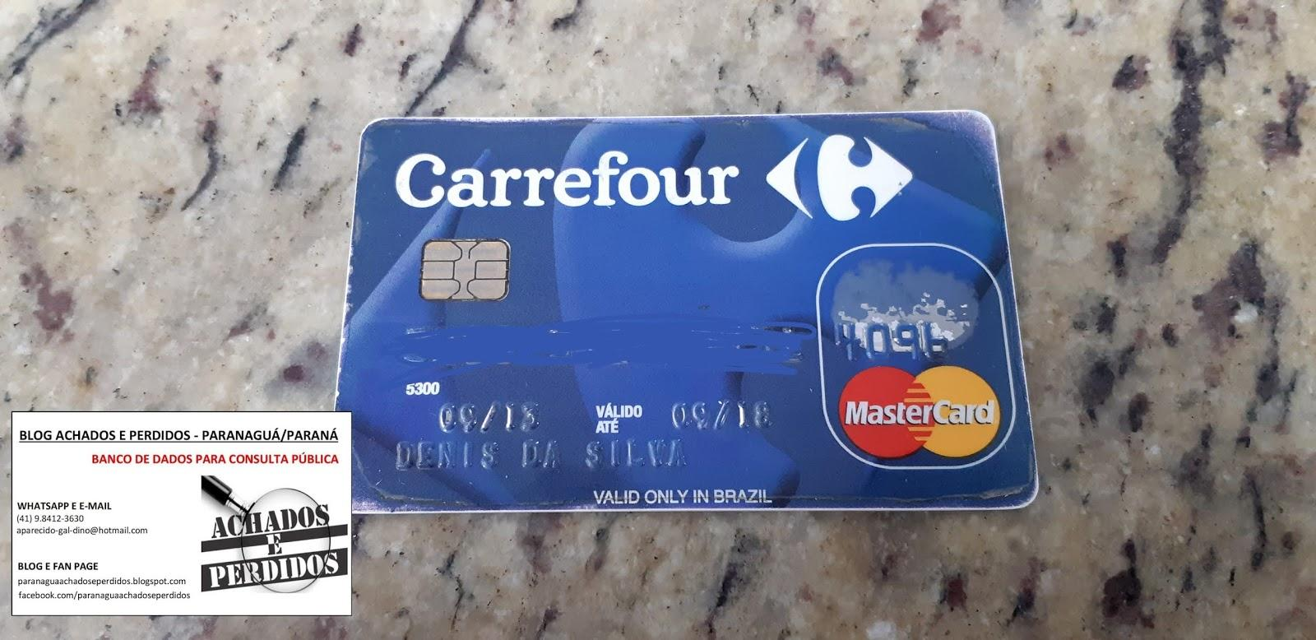 Carrefour
4096
5300
09/13 VÁLIDO ATÉ 09/18
DENIS DA SILVA
MasterCard
VALID ONLY IN BRAZIL
BLOG ACHADOS E PERDIDOS - PARANAGUÁ/PARANÁ
BANCO DE DADOS PARA CONSULTA PÚBLICA
WHATSAPP E E-MAIL
(41) 9.8412-3630
aparecido-gal-dino@hotmail.com
BLOG E FAN PAGE
paranaguaachadoseperdidos.blogspot.com
facebook.com/paranaguaachadoseperdidos
ACHADOS
E
PERDIDOS